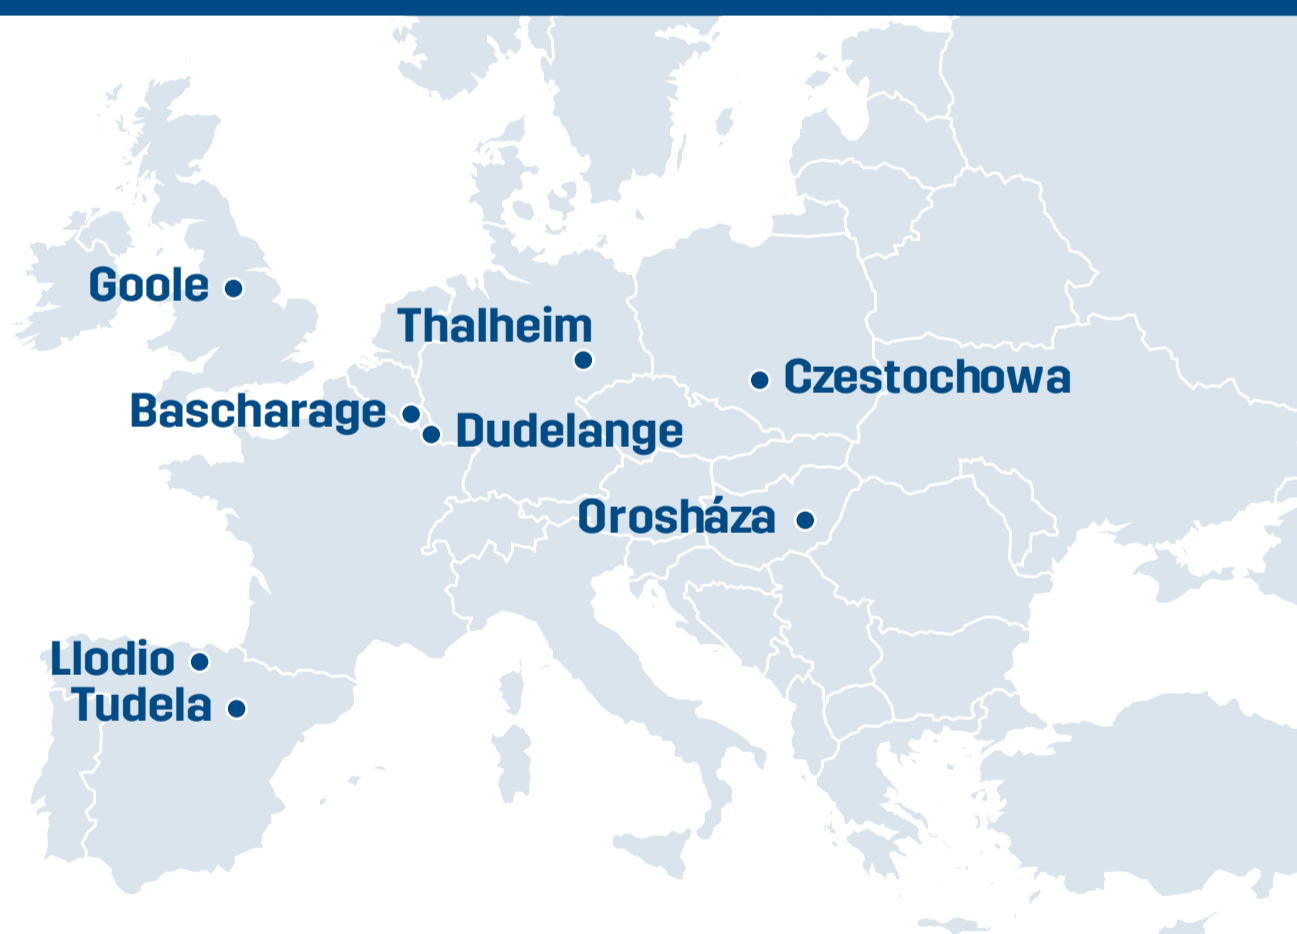 Goole
Thalheim
Czestochowa
Bascharage
Dudelange
Orosháza
Llodio
Tudela